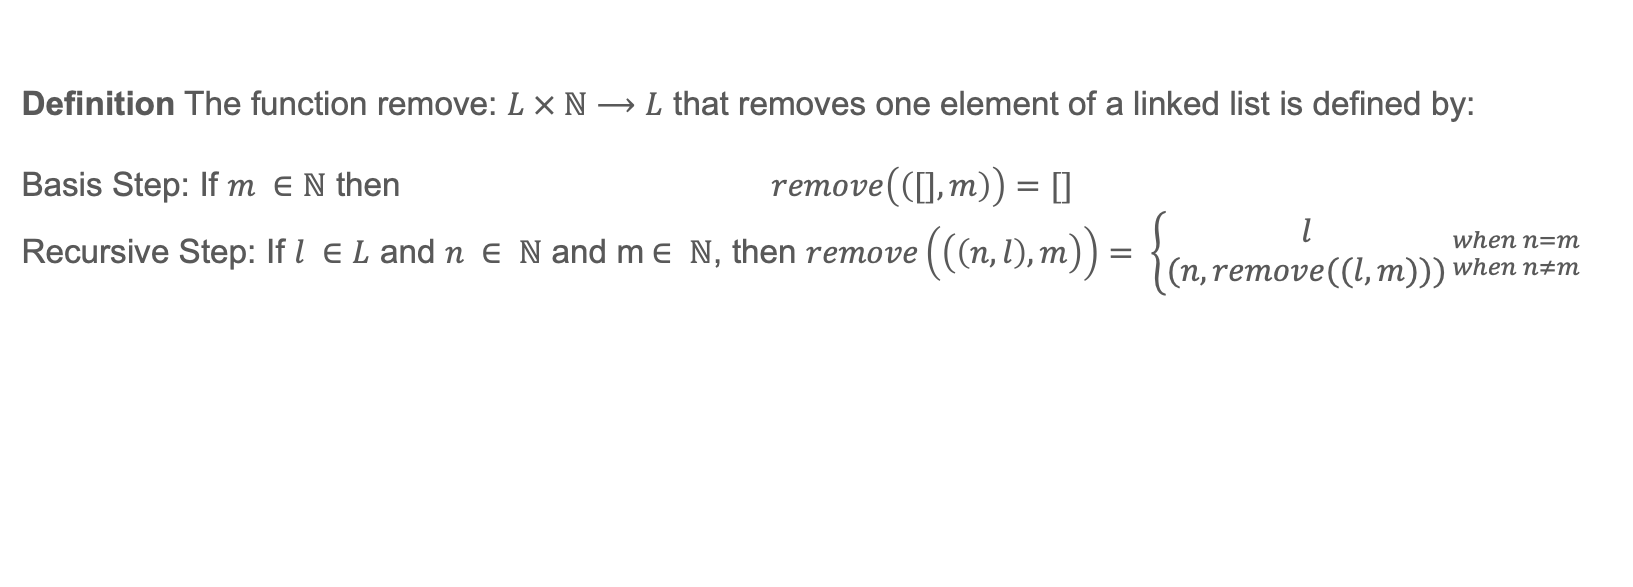 Definition The function remove: L × ℕ ⟶ L that removes one element of a linked list is defined by:
Basis Step: If m ∈ ℕ then remove(([], m)) = []
Recursive Step: If l ∈ L and n ∈ ℕ and m ∈ ℕ, then remove(((n, l), m)) = { l when n=m
(n, remove((l, m))) when n≠m